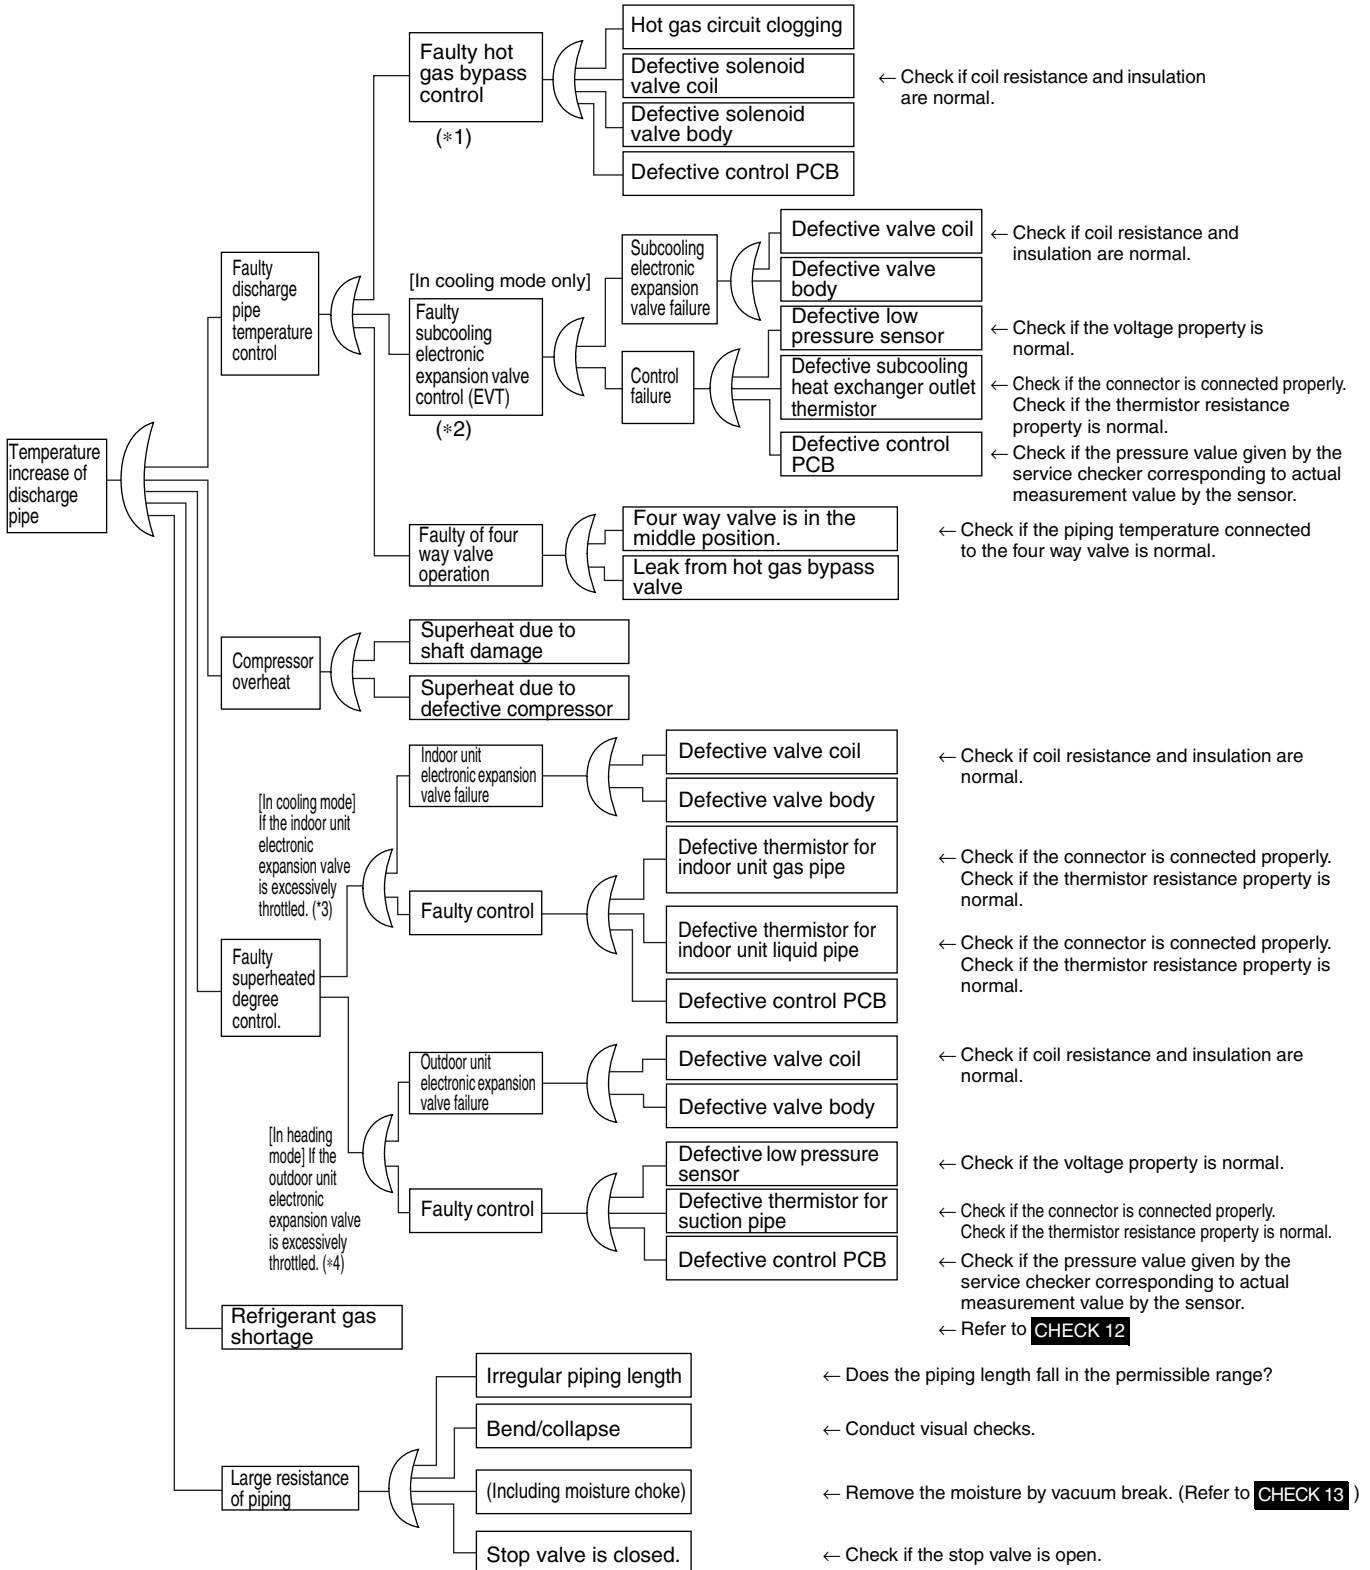 Hot gas circuit clogging
Faulty hot
gas bypass
control
(*1)
Defective solenoid
valve coil
← Check if coil resistance and insulation
are normal.
Defective solenoid
valve body
Defective control PCB
Faulty
discharge
pipe
temperature
control
[In cooling mode only]
Faulty
subcooling
electronic
expansion valve
control (EVT)
(*2)
Subcooling
electronic
expansion
valve failure
Defective valve coil
← Check if coil resistance and
insulation are normal.
Defective valve
body
Control
failure
Defective low
pressure sensor
← Check if the voltage property is
normal.
Defective subcooling
heat exchanger outlet
thermistor
← Check if the connector is connected properly.
Check if the thermistor resistance
property is normal.
Defective control
PCB
← Check if the pressure value given by the
service checker corresponding to actual
measurement value by the sensor.
Temperature
increase of
discharge
pipe
Faulty of four
way valve
operation
Four way valve is in the
middle position.
← Check if the piping temperature connected
to the four way valve is normal.
Leak from hot gas bypass
valve
Compressor
overheat
Superheat due to
shaft damage
Superheat due to
defective compressor
Faulty
superheated
degree
control.
[In cooling mode]
If the indoor unit
electronic
expansion valve
is excessively
throttled. (*3)
Indoor unit
electronic expansion
valve failure
Defective valve coil
← Check if coil resistance and insulation are
normal.
Defective valve body
Faulty control
Defective thermistor for
indoor unit gas pipe
← Check if the connector is connected properly.
Check if the thermistor resistance property is
normal.
Defective thermistor for
indoor unit liquid pipe
← Check if the connector is connected properly.
Check if the thermistor resistance property is
normal.
Defective control PCB
[In heading
mode] If the
outdoor unit
electronic
expansion valve
is excessively
throttled. (*4)
Outdoor unit
electronic expansion
valve failure
Defective valve coil
← Check if coil resistance and insulation are
normal.
Defective valve body
Faulty control
Defective low pressure
sensor
← Check if the voltage property is normal.
Defective thermistor for
suction pipe
← Check if the connector is connected properly.
Check if the thermistor resistance property is normal.
Defective control PCB
← Check if the pressure value given by the
service checker corresponding to actual
measurement value by the sensor.
Refrigerant gas
shortage
← Refer to CHECK 12
Large resistance
of piping
Irregular piping length
← Does the piping length fall in the permissible range?
Bend/collapse
← Conduct visual checks.
(Including moisture choke)
← Remove the moisture by vacuum break. (Refer to CHECK 13 )
Stop valve is closed.
← Check if the stop valve is open.